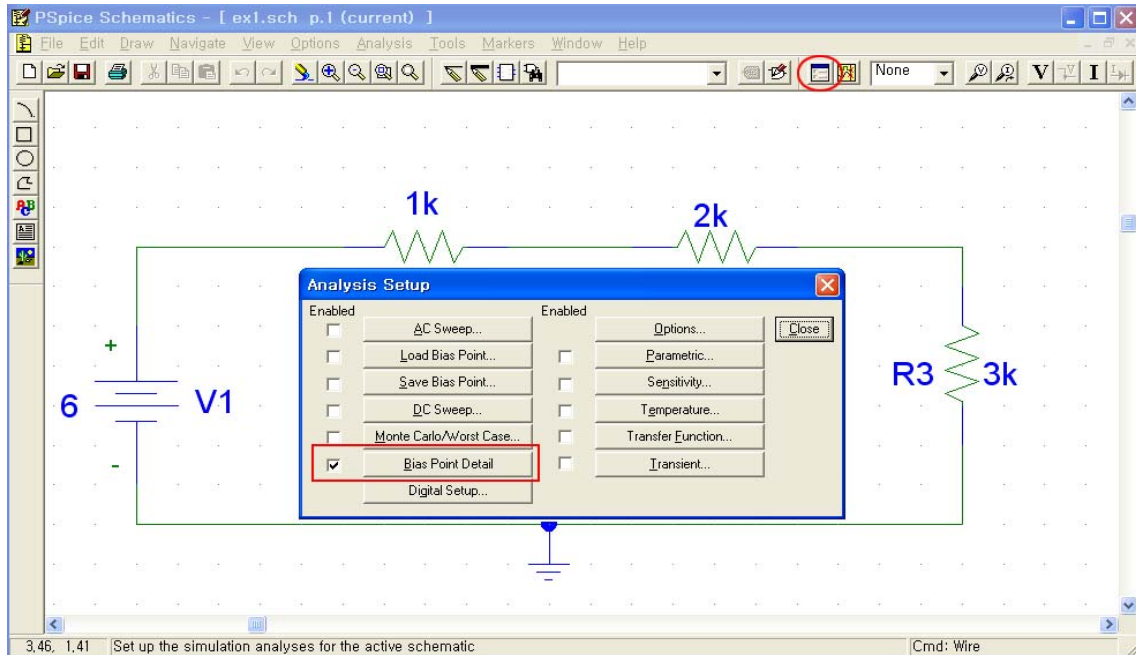 PSpice Schematics - [ ex1.sch p.1 (current) ]
File Edit Draw Navigate View Options Analysis Tools Markers Window Help
None V I
1k
2k
Analysis Setup
Enabled Enabled
AC Sweep... Options... Close
Load Bias Point... Parametric...
Save Bias Point... Sensitivity...
DC Sweep... Temperature...
Monte Carlo/Worst Case... Transfer Function...
Bias Point Detail Transient...
Digital Setup...
+
6 V1
-
R3 3k
3,46, 1,41 Set up the simulation analyses for the active schematic Cmd: Wire